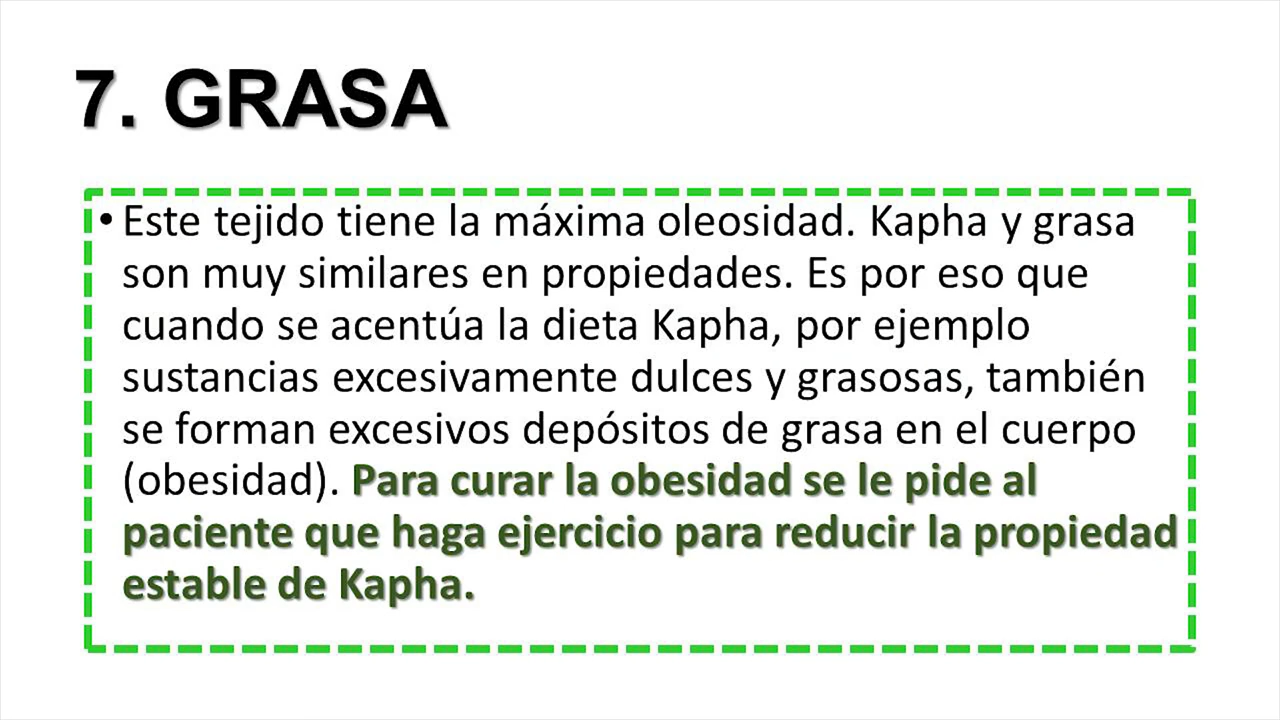 7. GRASA
• Este tejido tiene la máxima oleosidad. Kapha y grasa
son muy similares en propiedades. Es por eso que
cuando se acentúa la dieta Kapha, por ejemplo
sustancias excesivamente dulces y grasosas, también
se forman excesivos depósitos de grasa en el cuerpo
(obesidad). Para curar la obesidad se le pide al
paciente que haga ejercicio para reducir la propiedad
estable de Kapha.